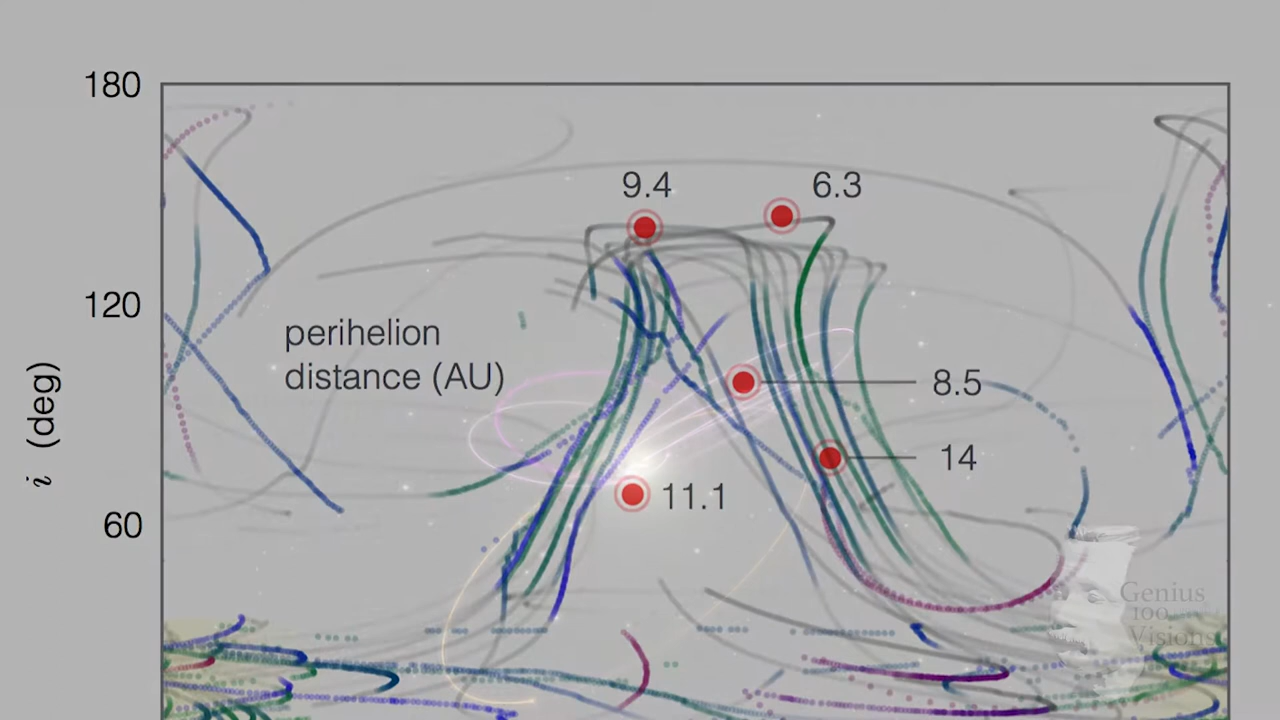 180
9.4
6.3
120
perihelion
distance (AU)
8.5
14
11.1
60
i (deg)
Genius
100
Visions